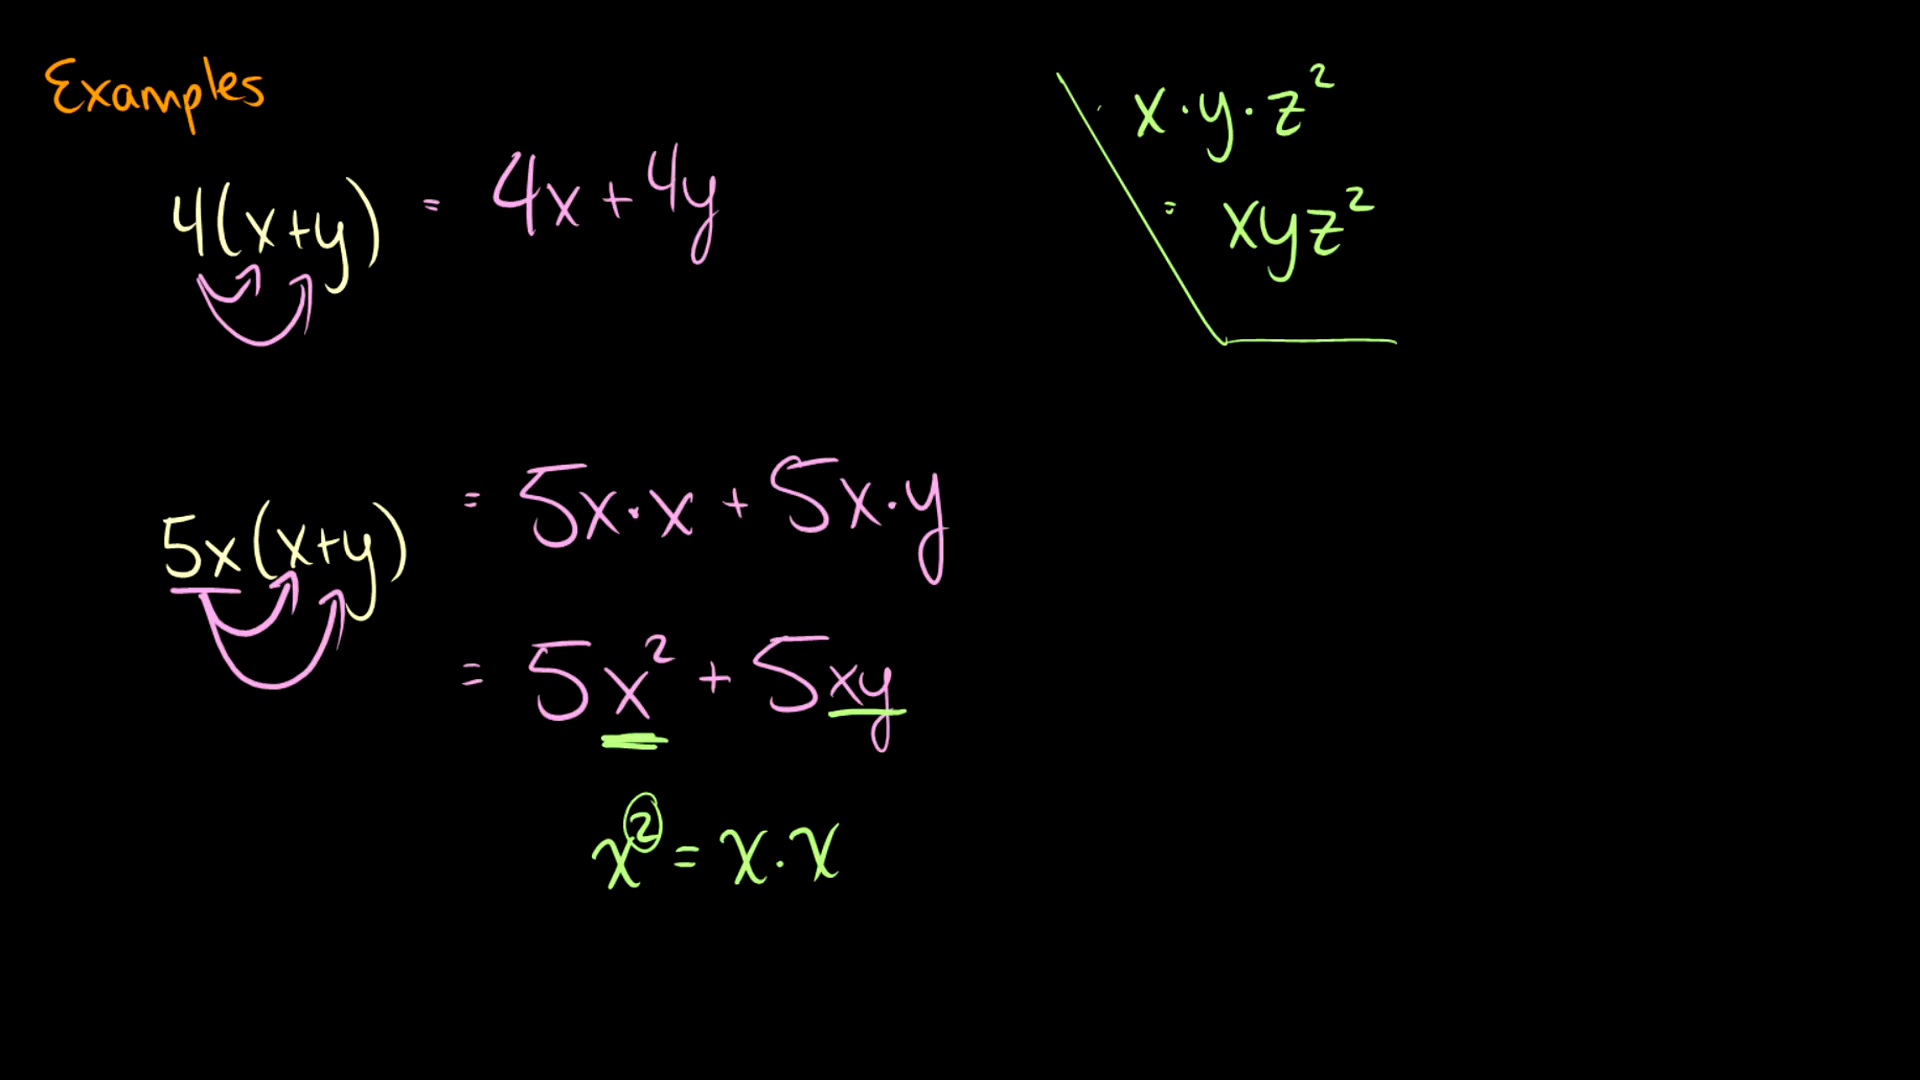 Examples
4(x+y) = 4x + 4y
x · y · z²
= xyz²
5x(x+y) = 5x · x + 5x · y
= 5x² + 5xy
x² = x · x